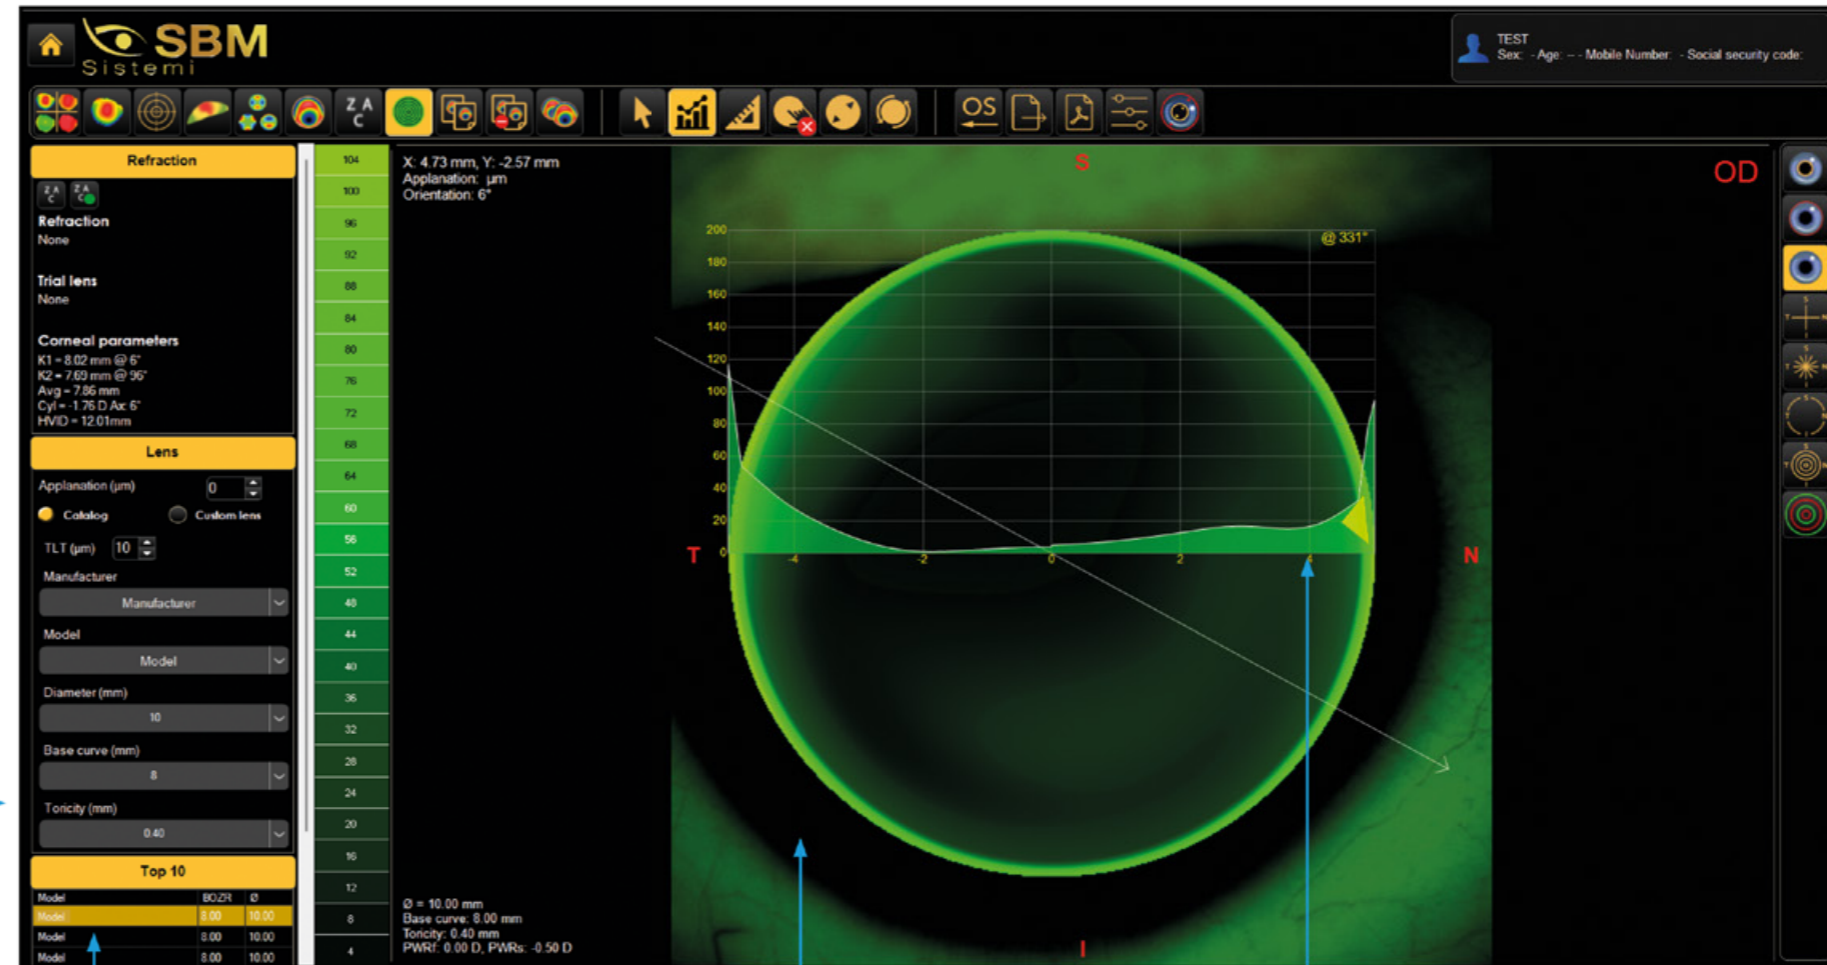 SBM
Sistemi
TEST
Sex: - Age: -- - Mobile Number: - Social security code:
Z A
C
OS
Refraction
Z A
C
Z A
C
Refraction
None
Trial lens
None
Corneal parameters
K1 = 8.02 mm @ 6°
K2 = 7.69 mm @ 96°
Avg = 7.86 mm
Cyl = -1.76 D Ax: 6°
HVID = 12.01mm
Lens
Applanation (µm) 0
Catalog Custom lens
TLT (µm) 10
Manufacturer
Manufacturer
Model
Model
Diameter (mm)
10
Base curve (mm)
8
Toricity (mm)
0.40
Top 10
Model BOZR Ø
Model 8.00 10.00
Model 8.00 10.00
Model 8.00 10.00
104
100
96
92
88
84
80
76
72
68
64
60
56
52
48
44
40
36
32
28
24
20
16
12
8
4
X: 4.73 mm, Y: -2.57 mm
Applanation: µm
Orientation: 6°
S
OD
@ 331°
200
180
160
140
120
100
80
60
40
20
0
-4 -2 0 2 4
T
N
I
Ø = 10.00 mm
Base curve: 8.00 mm
Toricity: 0.40 mm
PWRf: 0.00 D, PWRs: -0.50 D